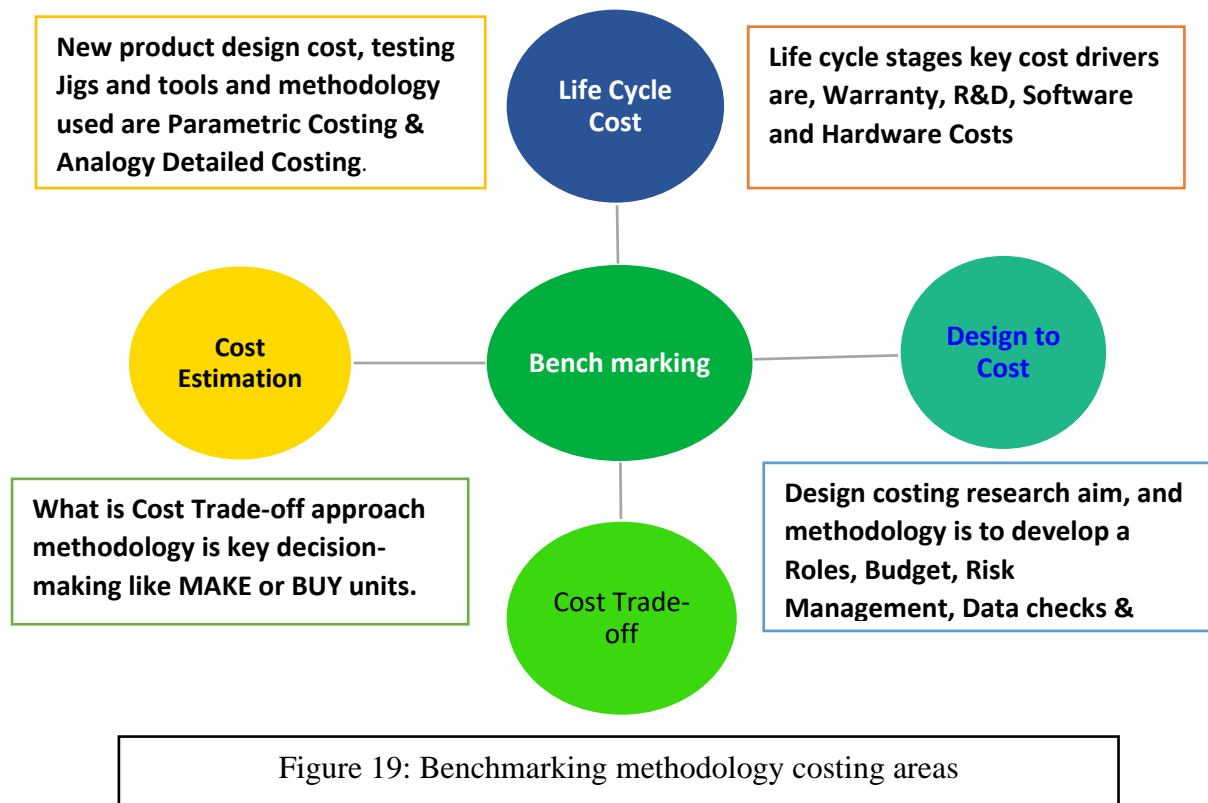 New product design cost, testing
Jigs and tools and methodology
used are Parametric Costing &
Analogy Detailed Costing.
Life Cycle
Cost
Life cycle stages key cost drivers
are, Warranty, R&D, Software
and Hardware Costs
Cost
Estimation
Bench marking
Design to
Cost
What is Cost Trade-off approach
methodology is key decision-
making like MAKE or BUY units.
Cost Trade-
off
Design costing research aim, and
methodology is to develop a
Roles, Budget, Risk
Management, Data checks &
Figure 19: Benchmarking methodology costing areas